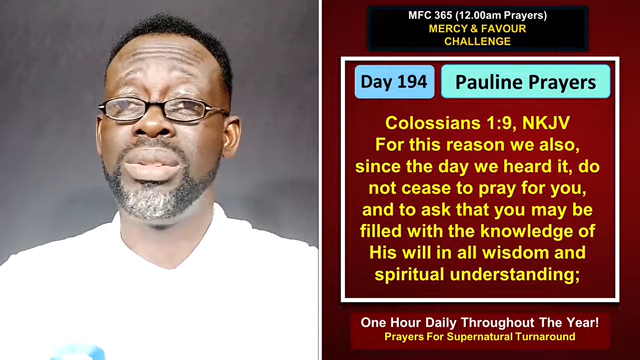 MFC 365 (12.00am Prayers)
MERCY & FAVOUR
CHALLENGE
Day 194
Pauline Prayers
Colossians 1:9, NKJV
For this reason we also,
since the day we heard it, do
not cease to pray for you,
and to ask that you may be
filled with the knowledge of
His will in all wisdom and
spiritual understanding;
One Hour Daily Throughout The Year!
Prayers For Supernatural Turnaround